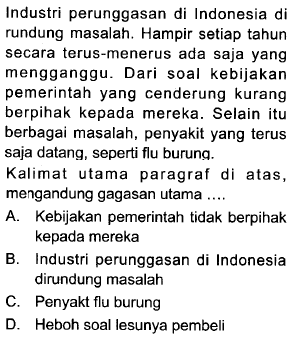 Industri perunggasan di Indonesia di
rundung masalah. Hampir setiap tahun
secara terus-menerus ada saja yang
mengganggu. Dari soal kebijakan
pemerintah yang cenderung kurang
berpihak kepada mereka. Selain itu
berbagai masalah, penyakit yang terus
saja datang, seperti flu burung.
Kalimat utama paragraf di atas,
mengandung gagasan utama ....
A. Kebijakan pemerintah tidak berpihak
kepada mereka
B. Industri perunggasan di Indonesia
dirundung masalah
C. Penyakt flu burung
D. Heboh soal lesunya pembeli